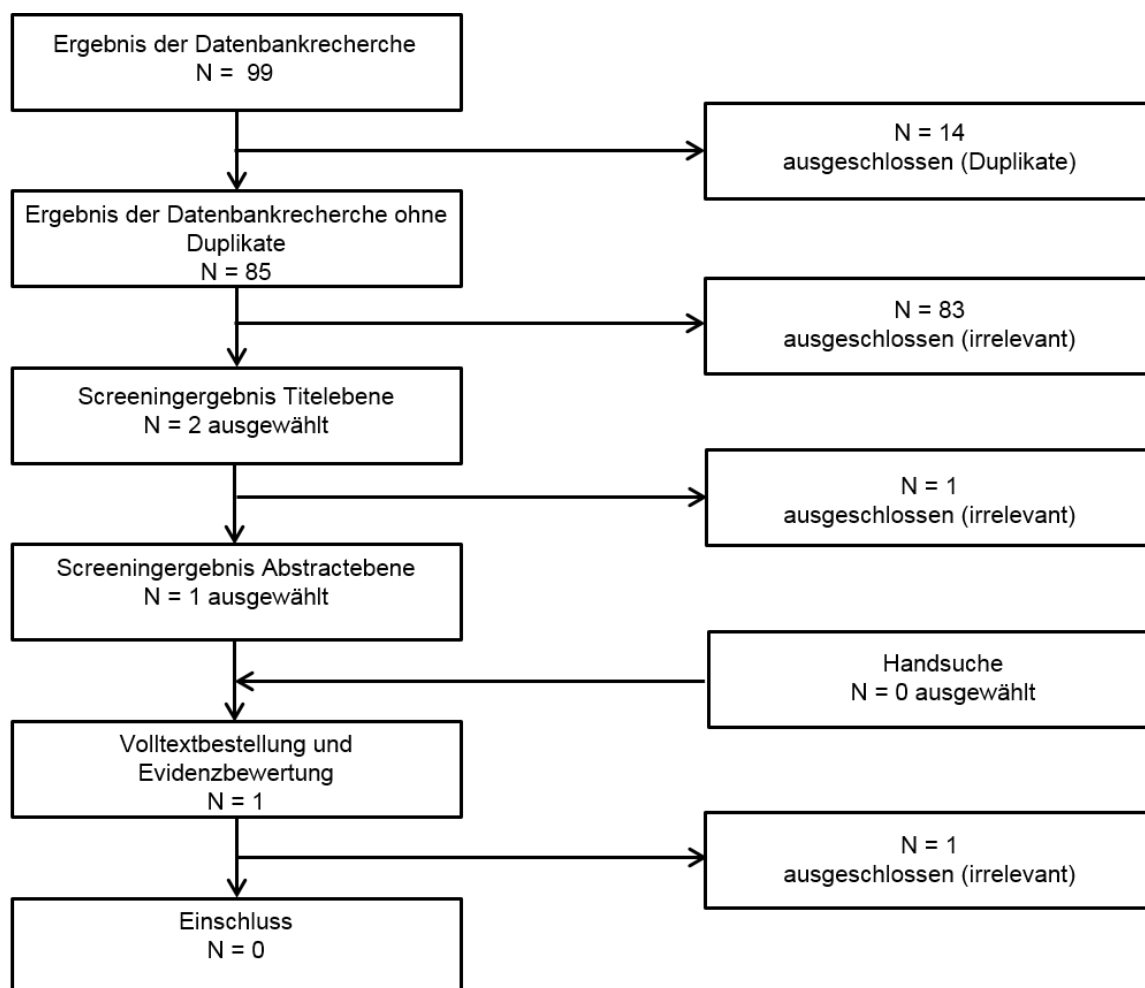 Ergebnis der Datenbankrecherche
N = 99
N = 14
ausgeschlossen (Duplikate)
Ergebnis der Datenbankrecherche ohne
Duplikate
N = 85
N = 83
ausgeschlossen (irrelevant)
Screeningergebnis Titelebene
N = 2 ausgewählt
N = 1
ausgeschlossen (irrelevant)
Screeningergebnis Abstractebene
N = 1 ausgewählt
Handsuche
N = 0 ausgewählt
Volltextbestellung und
Evidenzbewertung
N = 1
N = 1
ausgeschlossen (irrelevant)
Einschluss
N = 0